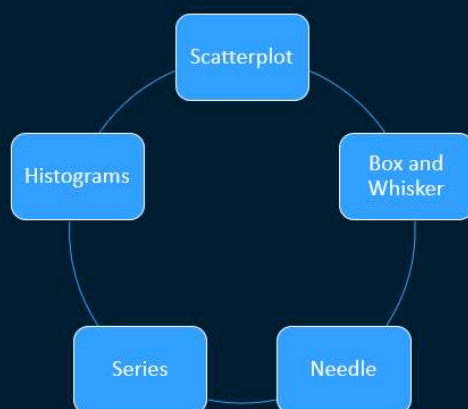 Scatterplot
Box and
Whisker
Needle
Series
Histograms